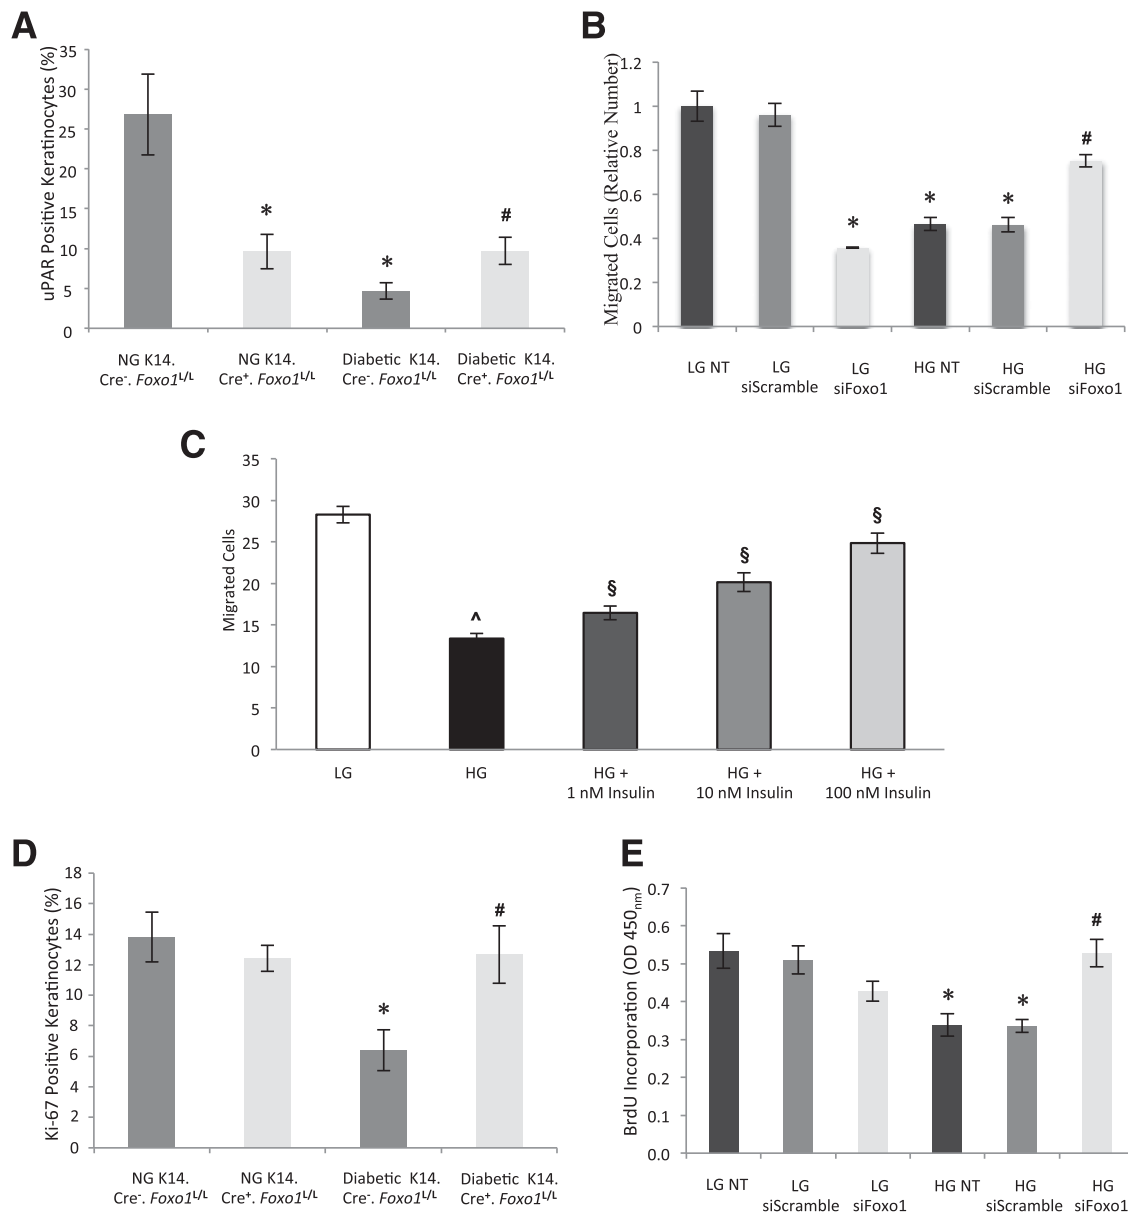 A
uPAR Positive Keratinocytes (%)
35
30
25
20
15
10
5
0
*
*
#
NG K14.
Cre⁻. Foxo1ᴸ/ᴸ
NG K14.
Cre⁺. Foxo1ᴸ/ᴸ
Diabetic K14.
Cre⁻. Foxo1ᴸ/ᴸ
Diabetic K14.
Cre⁺. Foxo1ᴸ/ᴸ
B
Migrated Cells (Relative Number)
1.2
1
0.8
0.6
0.4
0.2
0
*
*
*
#
LG NT
LG
siScramble
LG
siFoxo1
HG NT
HG
siScramble
HG
siFoxo1
C
Migrated Cells
35
30
25
20
15
10
5
0
^
§
§
§
LG
HG
HG +
1 nM Insulin
HG +
10 nM Insulin
HG +
100 nM Insulin
D
Ki-67 Positive Keratinocytes (%)
18
16
14
12
10
8
6
4
2
0
*
#
NG K14.
Cre⁻. Foxo1ᴸ/ᴸ
NG K14.
Cre⁺. Foxo1ᴸ/ᴸ
Diabetic K14.
Cre⁻. Foxo1ᴸ/ᴸ
Diabetic K14.
Cre⁺. Foxo1ᴸ/ᴸ
E
BrdU Incorporation (OD 450nm)
0.7
0.6
0.5
0.4
0.3
0.2
0.1
0.0
*
*
#
LG NT
LG
siScramble
LG
siFoxo1
HG NT
HG
siScramble
HG
siFoxo1